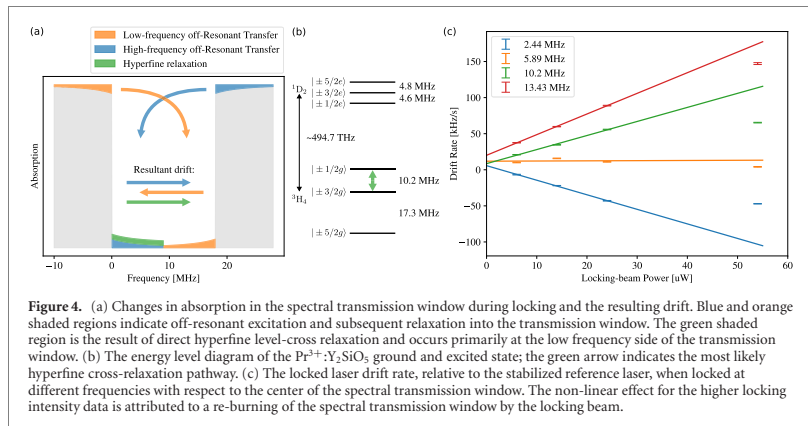 (a)
Low-frequency off-Resonant Transfer
High-frequency off-Resonant Transfer
Hyperfine relaxation
Absorption
Resultant drift:
−10 0 10 20
Frequency [MHz]
(b)
|±5/2e⟩
¹D₂ |±3/2e⟩
|±1/2e⟩
4.8 MHz
4.6 MHz
~494.7 THz
|±1/2g⟩
10.2 MHz
³H₄ |±3/2g⟩
17.3 MHz
|±5/2g⟩
(c)
2.44 MHz
5.89 MHz
10.2 MHz
13.43 MHz
Drift Rate [kHz/s]
150
100
50
0
−50
−100
0 10 20 30 40 50 60
Locking-beam Power [uW]
Figure 4. (a) Changes in absorption in the spectral transmission window during locking and the resulting drift. Blue and orange
shaded regions indicate off-resonant excitation and subsequent relaxation into the transmission window. The green shaded
region is the result of direct hyperfine level-cross relaxation and occurs primarily at the low frequency side of the transmission
window. (b) The energy level diagram of the Pr³⁺:Y₂SiO₅ ground and excited state; the green arrow indicates the most likely
hyperfine cross-relaxation pathway. (c) The locked laser drift rate, relative to the stabilized reference laser, when locked at
different frequencies with respect to the center of the spectral transmission window. The non-linear effect for the higher locking
intensity data is attributed to a re-burning of the spectral transmission window by the locking beam.